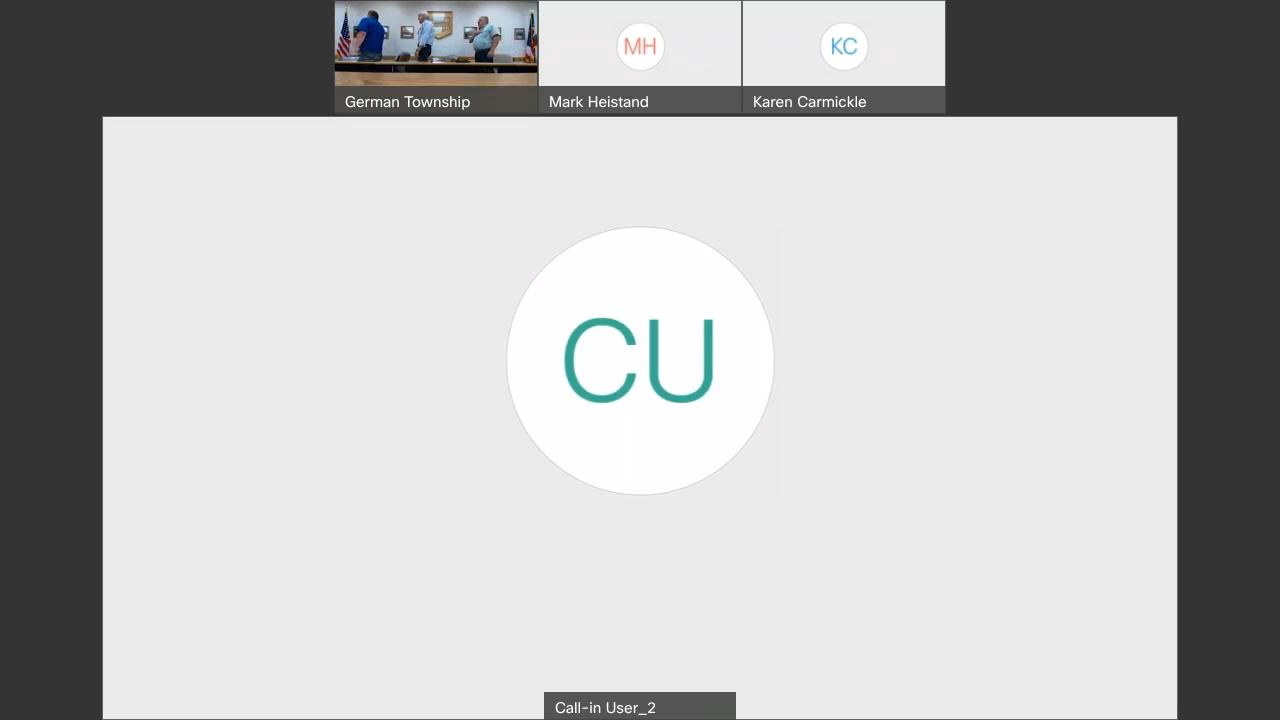 MH
KC
German Township
Mark Heistand
Karen Carmickle
CU
Call-in User_2